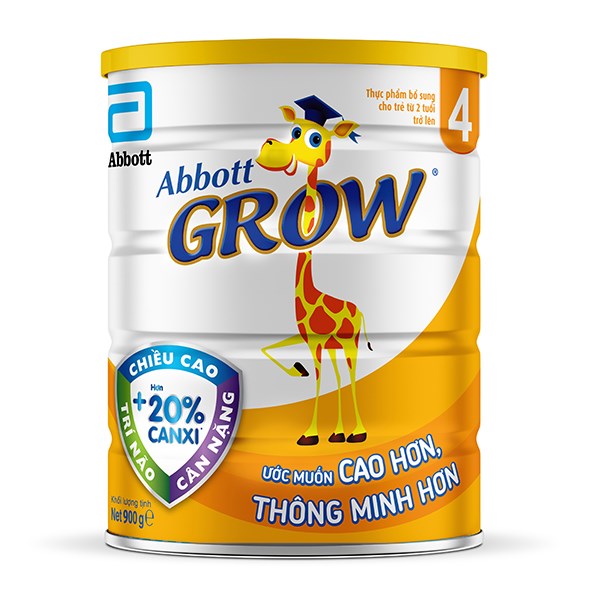 Abbott
Thực phẩm bổ sung
cho trẻ từ 2 tuổi
trở lên
4
Abbott
GROW®
CHIỀU CAO
TRÍ NÃO
CÂN NẶNG
Hơn
+20%
CANXI*
ƯỚC MUỐN CAO HƠN,
THÔNG MINH HƠN
Khối lượng tịnh
Net 900g℮